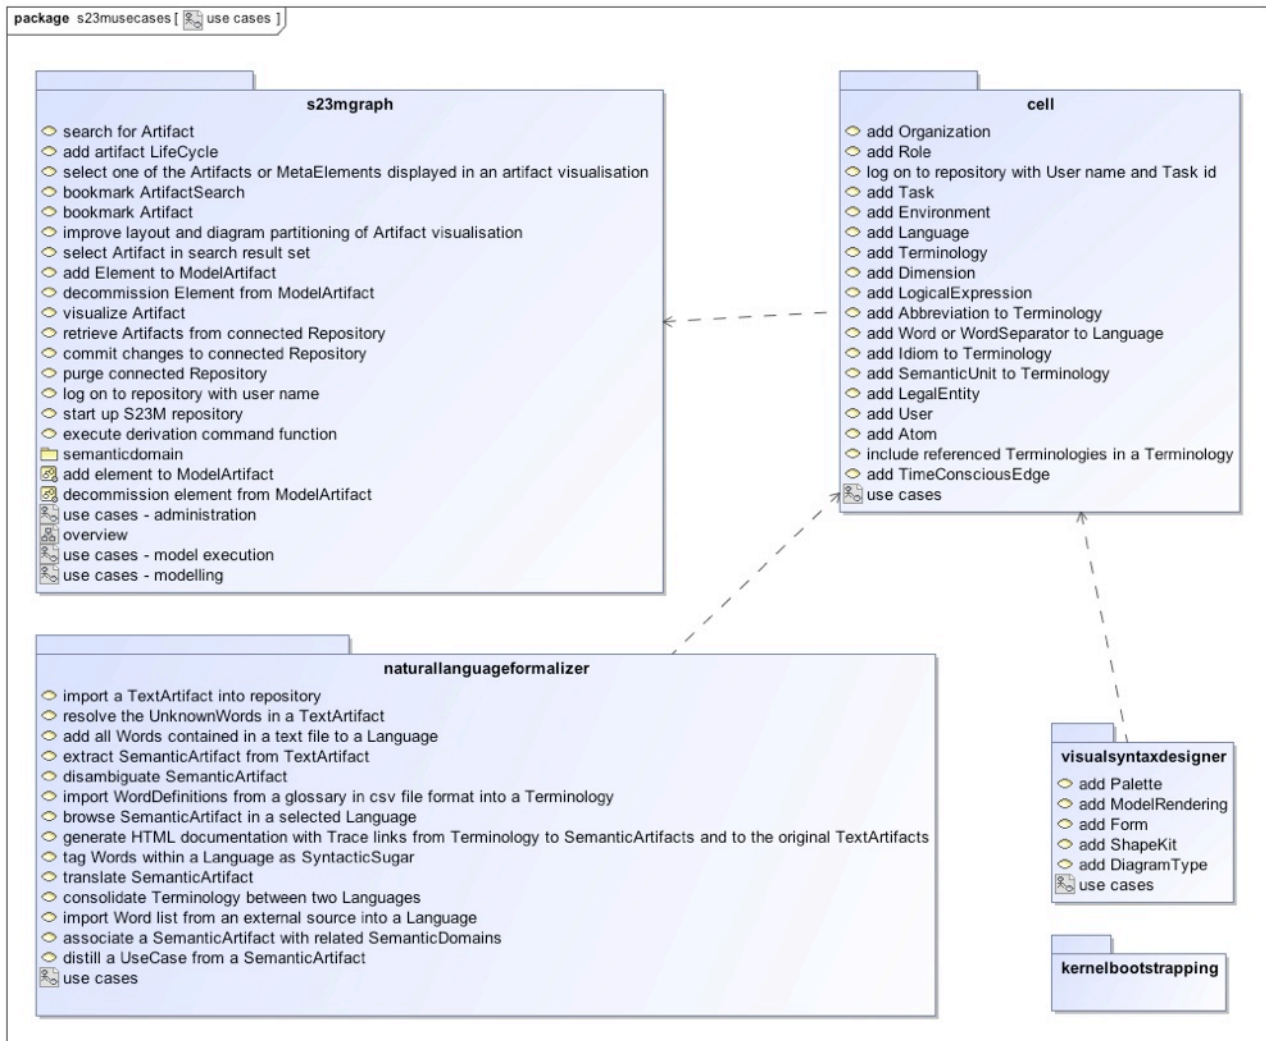 package s23musecases [ use cases ]
s23mgraph
search for Artifact
add artifact LifeCycle
select one of the Artifacts or MetaElements displayed in an artifact visualisation
bookmark ArtifactSearch
bookmark Artifact
improve layout and diagram partitioning of Artifact visualisation
select Artifact in search result set
add Element to ModelArtifact
decommission Element from ModelArtifact
visualize Artifact
retrieve Artifacts from connected Repository
commit changes to connected Repository
purge connected Repository
log on to repository with user name
start up S23M repository
execute derivation command function
semanticdomain
add element to ModelArtifact
decommission element from ModelArtifact
use cases - administration
overview
use cases - model execution
use cases - modelling
cell
add Organization
add Role
log on to repository with User name and Task id
add Task
add Environment
add Language
add Terminology
add Dimension
add LogicalExpression
add Abbreviation to Terminology
add Word or WordSeparator to Language
add Idiom to Terminology
add SemanticUnit to Terminology
add LegalEntity
add User
add Atom
include referenced Terminologies in a Terminology
add TimeConsciousEdge
use cases
naturallanguageformalizer
import a TextArtifact into repository
resolve the UnknownWords in a TextArtifact
add all Words contained in a text file to a Language
extract SemanticArtifact from TextArtifact
disambiguate SemanticArtifact
import WordDefinitions from a glossary in csv file format into a Terminology
browse SemanticArtifact in a selected Language
generate HTML documentation with Trace links from Terminology to SemanticArtifacts and to the original TextArtifacts
tag Words within a Language as SyntacticSugar
translate SemanticArtifact
consolidate Terminology between two Languages
import Word list from an external source into a Language
associate a SemanticArtifact with related SemanticDomains
distill a UseCase from a SemanticArtifact
use cases
visualsyntaxdesigner
add Palette
add ModelRendering
add Form
add ShapeKit
add DiagramType
use cases
kernelbootstrapping